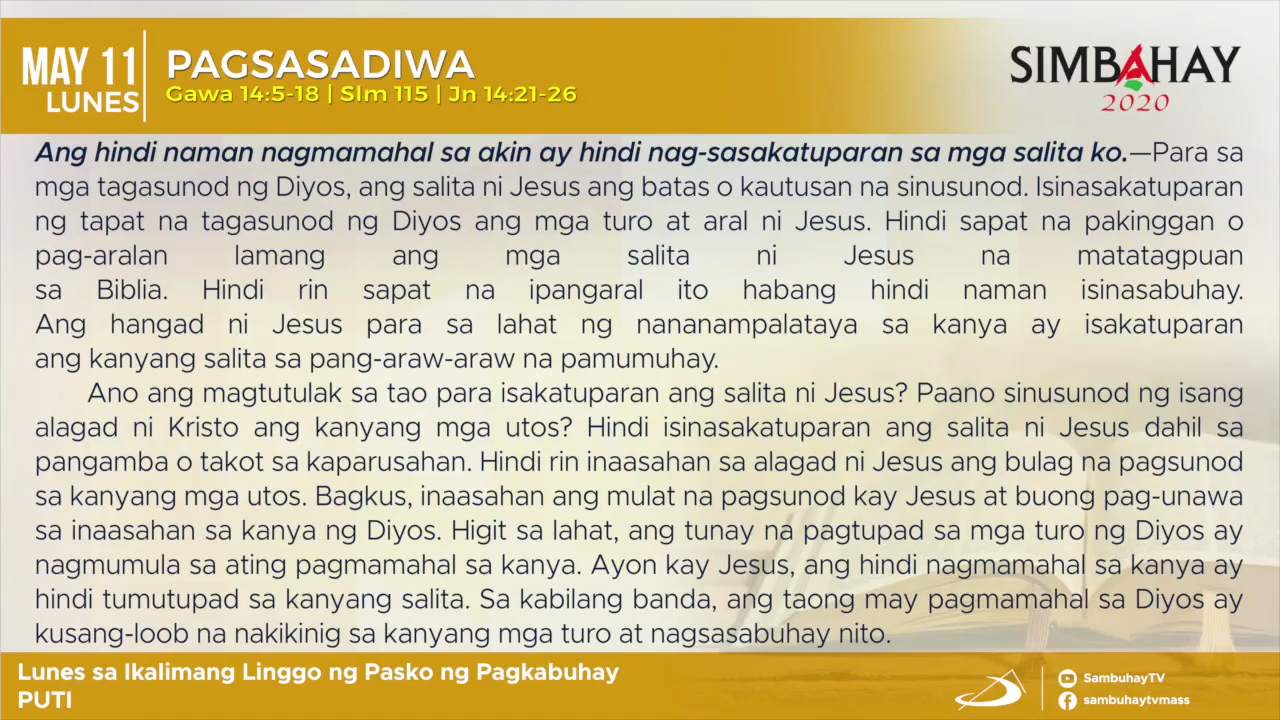 MAY 11
LUNES
PAGSASADIWA
Gawa 14:5-18 | Slm 115 | Jn 14:21-26
SIMBAHAY
2020
Ang hindi naman nagmamahal sa akin ay hindi nag-sasakatuparan sa mga salita ko.—Para sa
mga tagasunod ng Diyos, ang salita ni Jesus ang batas o kautusan na sinusunod. Isinasakatuparan
ng tapat na tagasunod ng Diyos ang mga turo at aral ni Jesus. Hindi sapat na pakinggan o
pag-aralan lamang ang mga salita ni Jesus na matatagpuan
sa Biblia. Hindi rin sapat na ipangaral ito habang hindi naman isinasabuhay.
Ang hangad ni Jesus para sa lahat ng nananampalataya sa kanya ay isakatuparan
ang kanyang salita sa pang-araw-araw na pamumuhay.
Ano ang magtutulak sa tao para isakatuparan ang salita ni Jesus? Paano sinusunod ng isang
alagad ni Kristo ang kanyang mga utos? Hindi isinasakatuparan ang salita ni Jesus dahil sa
pangamba o takot sa kaparusahan. Hindi rin inaasahan sa alagad ni Jesus ang bulag na pagsunod
sa kanyang mga utos. Bagkus, inaasahan ang mulat na pagsunod kay Jesus at buong pag-unawa
sa inaasahan sa kanya ng Diyos. Higit sa lahat, ang tunay na pagtupad sa mga turo ng Diyos ay
nagmumula sa ating pagmamahal sa kanya. Ayon kay Jesus, ang hindi nagmamahal sa kanya ay
hindi tumutupad sa kanyang salita. Sa kabilang banda, ang taong may pagmamahal sa Diyos ay
kusang-loob na nakikinig sa kanyang mga turo at nagsasabuhay nito.
Lunes sa Ikalimang Linggo ng Pasko ng Pagkabuhay
PUTI
SambuhayTV
sambuhaytvmass